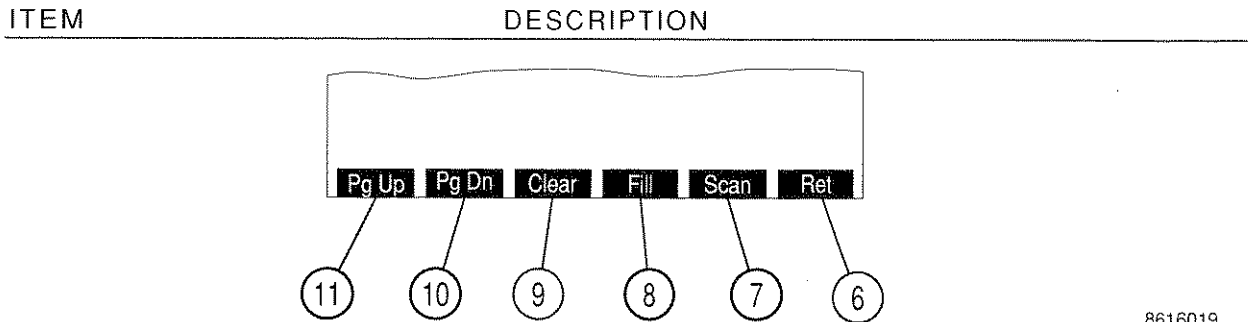 ITEM DESCRIPTION
Pg Up Pg Dn Clear Fill Scan Ret
11 10 9 8 7 6
8616019